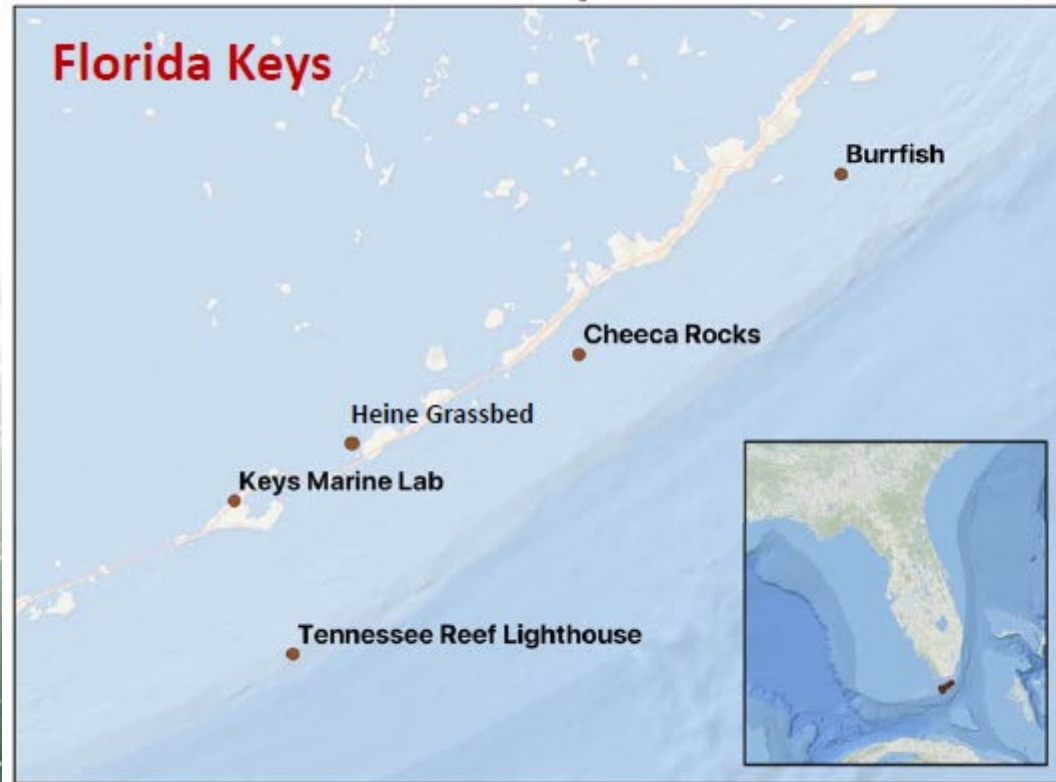 Florida Keys
Burrfish
Cheeca Rocks
Heine Grassbed
Keys Marine Lab
Tennessee Reef Lighthouse